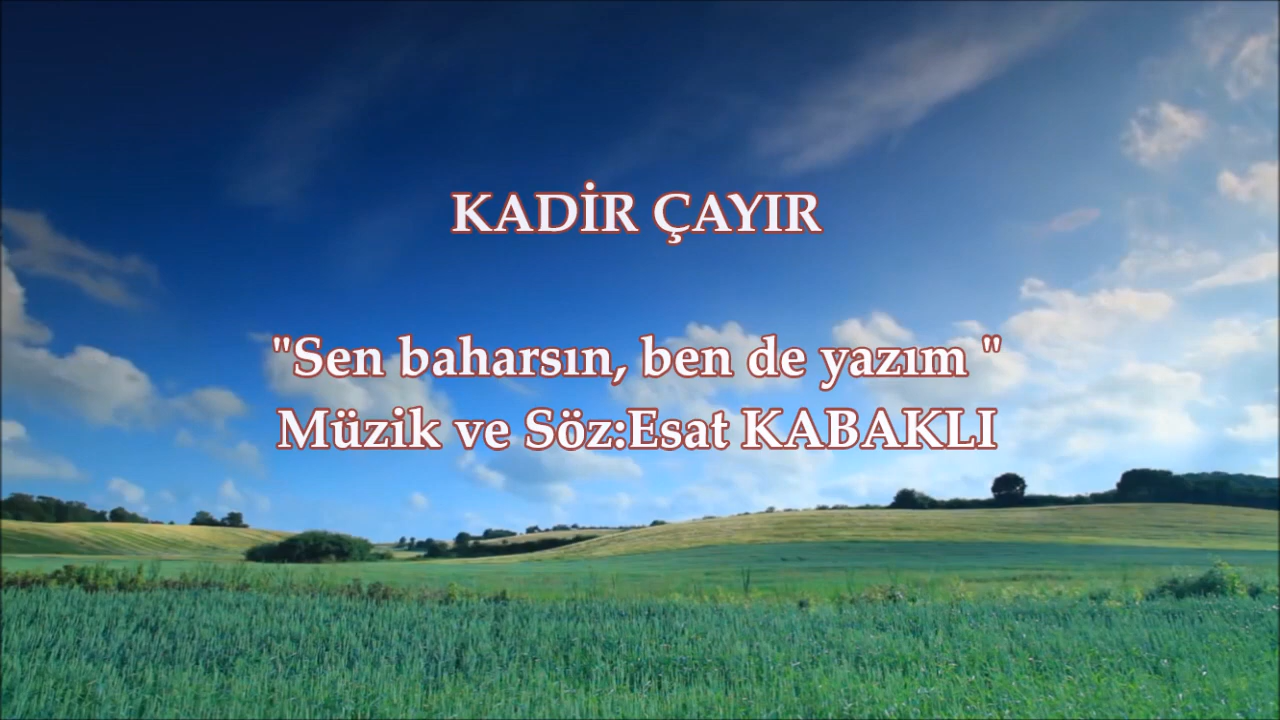 KADİR ÇAYIR
"Sen baharsın, ben de yazım "
Müzik ve Söz:Esat KABAKLI